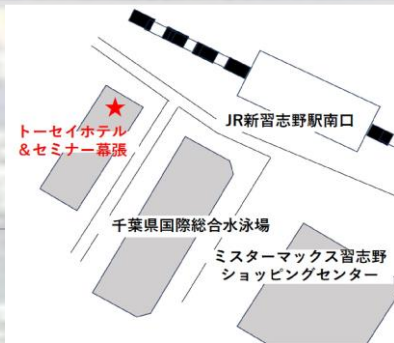 JR新習志野駅南口
トーセイホテル
&セミナー幕張
千葉県国際総合水泳場
ミスターマックス習志野
ショッピングセンター